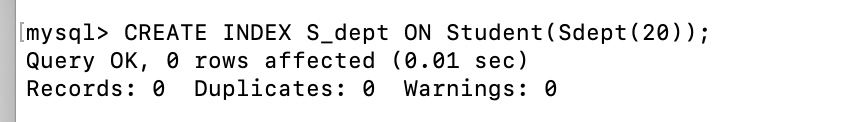 [mysql> CREATE INDEX S_dept ON Student(Sdept(20));
Query OK, 0 rows affected (0.01 sec)
Records: 0  Duplicates: 0  Warnings: 0